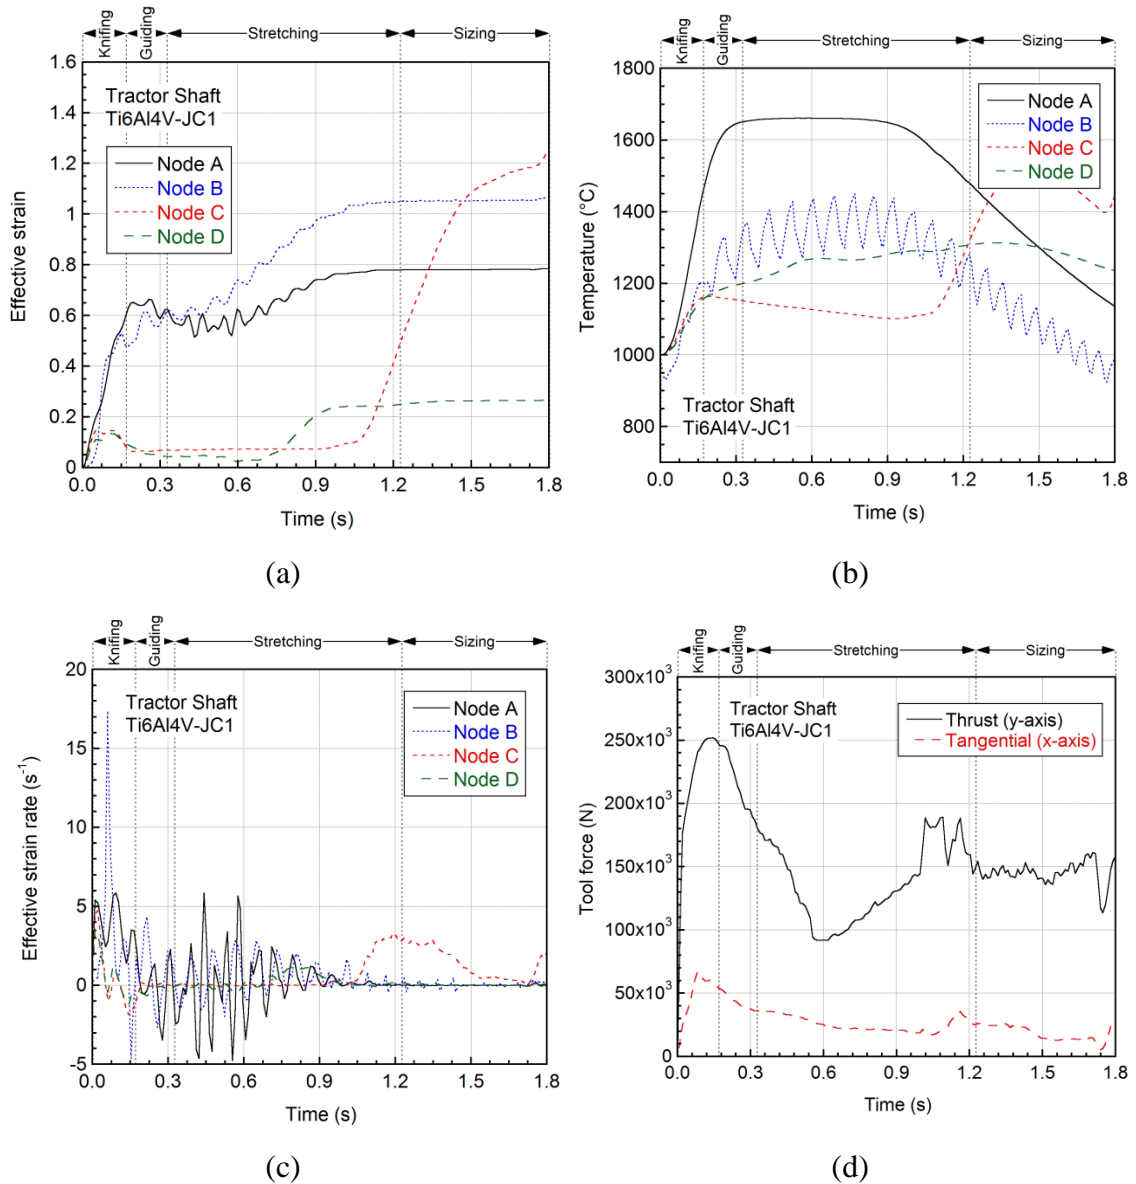 Knifing
Guiding
Stretching
Sizing
1.6
1.4
1.2
1.0
0.8
0.6
0.4
0.2
0
Effective strain
Tractor Shaft
Ti6Al4V-JC1
Node A
Node B
Node C
Node D
0.0 0.3 0.6 0.9 1.2 1.5 1.8
Time (s)
(a)
Knifing
Guiding
Stretching
Sizing
1800
1600
1400
1200
1000
800
Temperature (°C)
Node A
Node B
Node C
Node D
Tractor Shaft
Ti6Al4V-JC1
0.0 0.3 0.6 0.9 1.2 1.5 1.8
Time (s)
(b)
Knifing
Guiding
Stretching
Sizing
20
15
10
5
0
-5
Effective strain rate (s⁻¹)
Tractor Shaft
Ti6Al4V-JC1
Node A
Node B
Node C
Node D
0.0 0.3 0.6 0.9 1.2 1.5 1.8
Time (s)
(c)
Knifing
Guiding
Stretching
Sizing
300x10³
250x10³
200x10³
150x10³
100x10³
50x10³
0
Tool force (N)
Tractor Shaft
Ti6Al4V-JC1
Thrust (y-axis)
Tangential (x-axis)
0.0 0.3 0.6 0.9 1.2 1.5 1.8
Time (s)
(d)